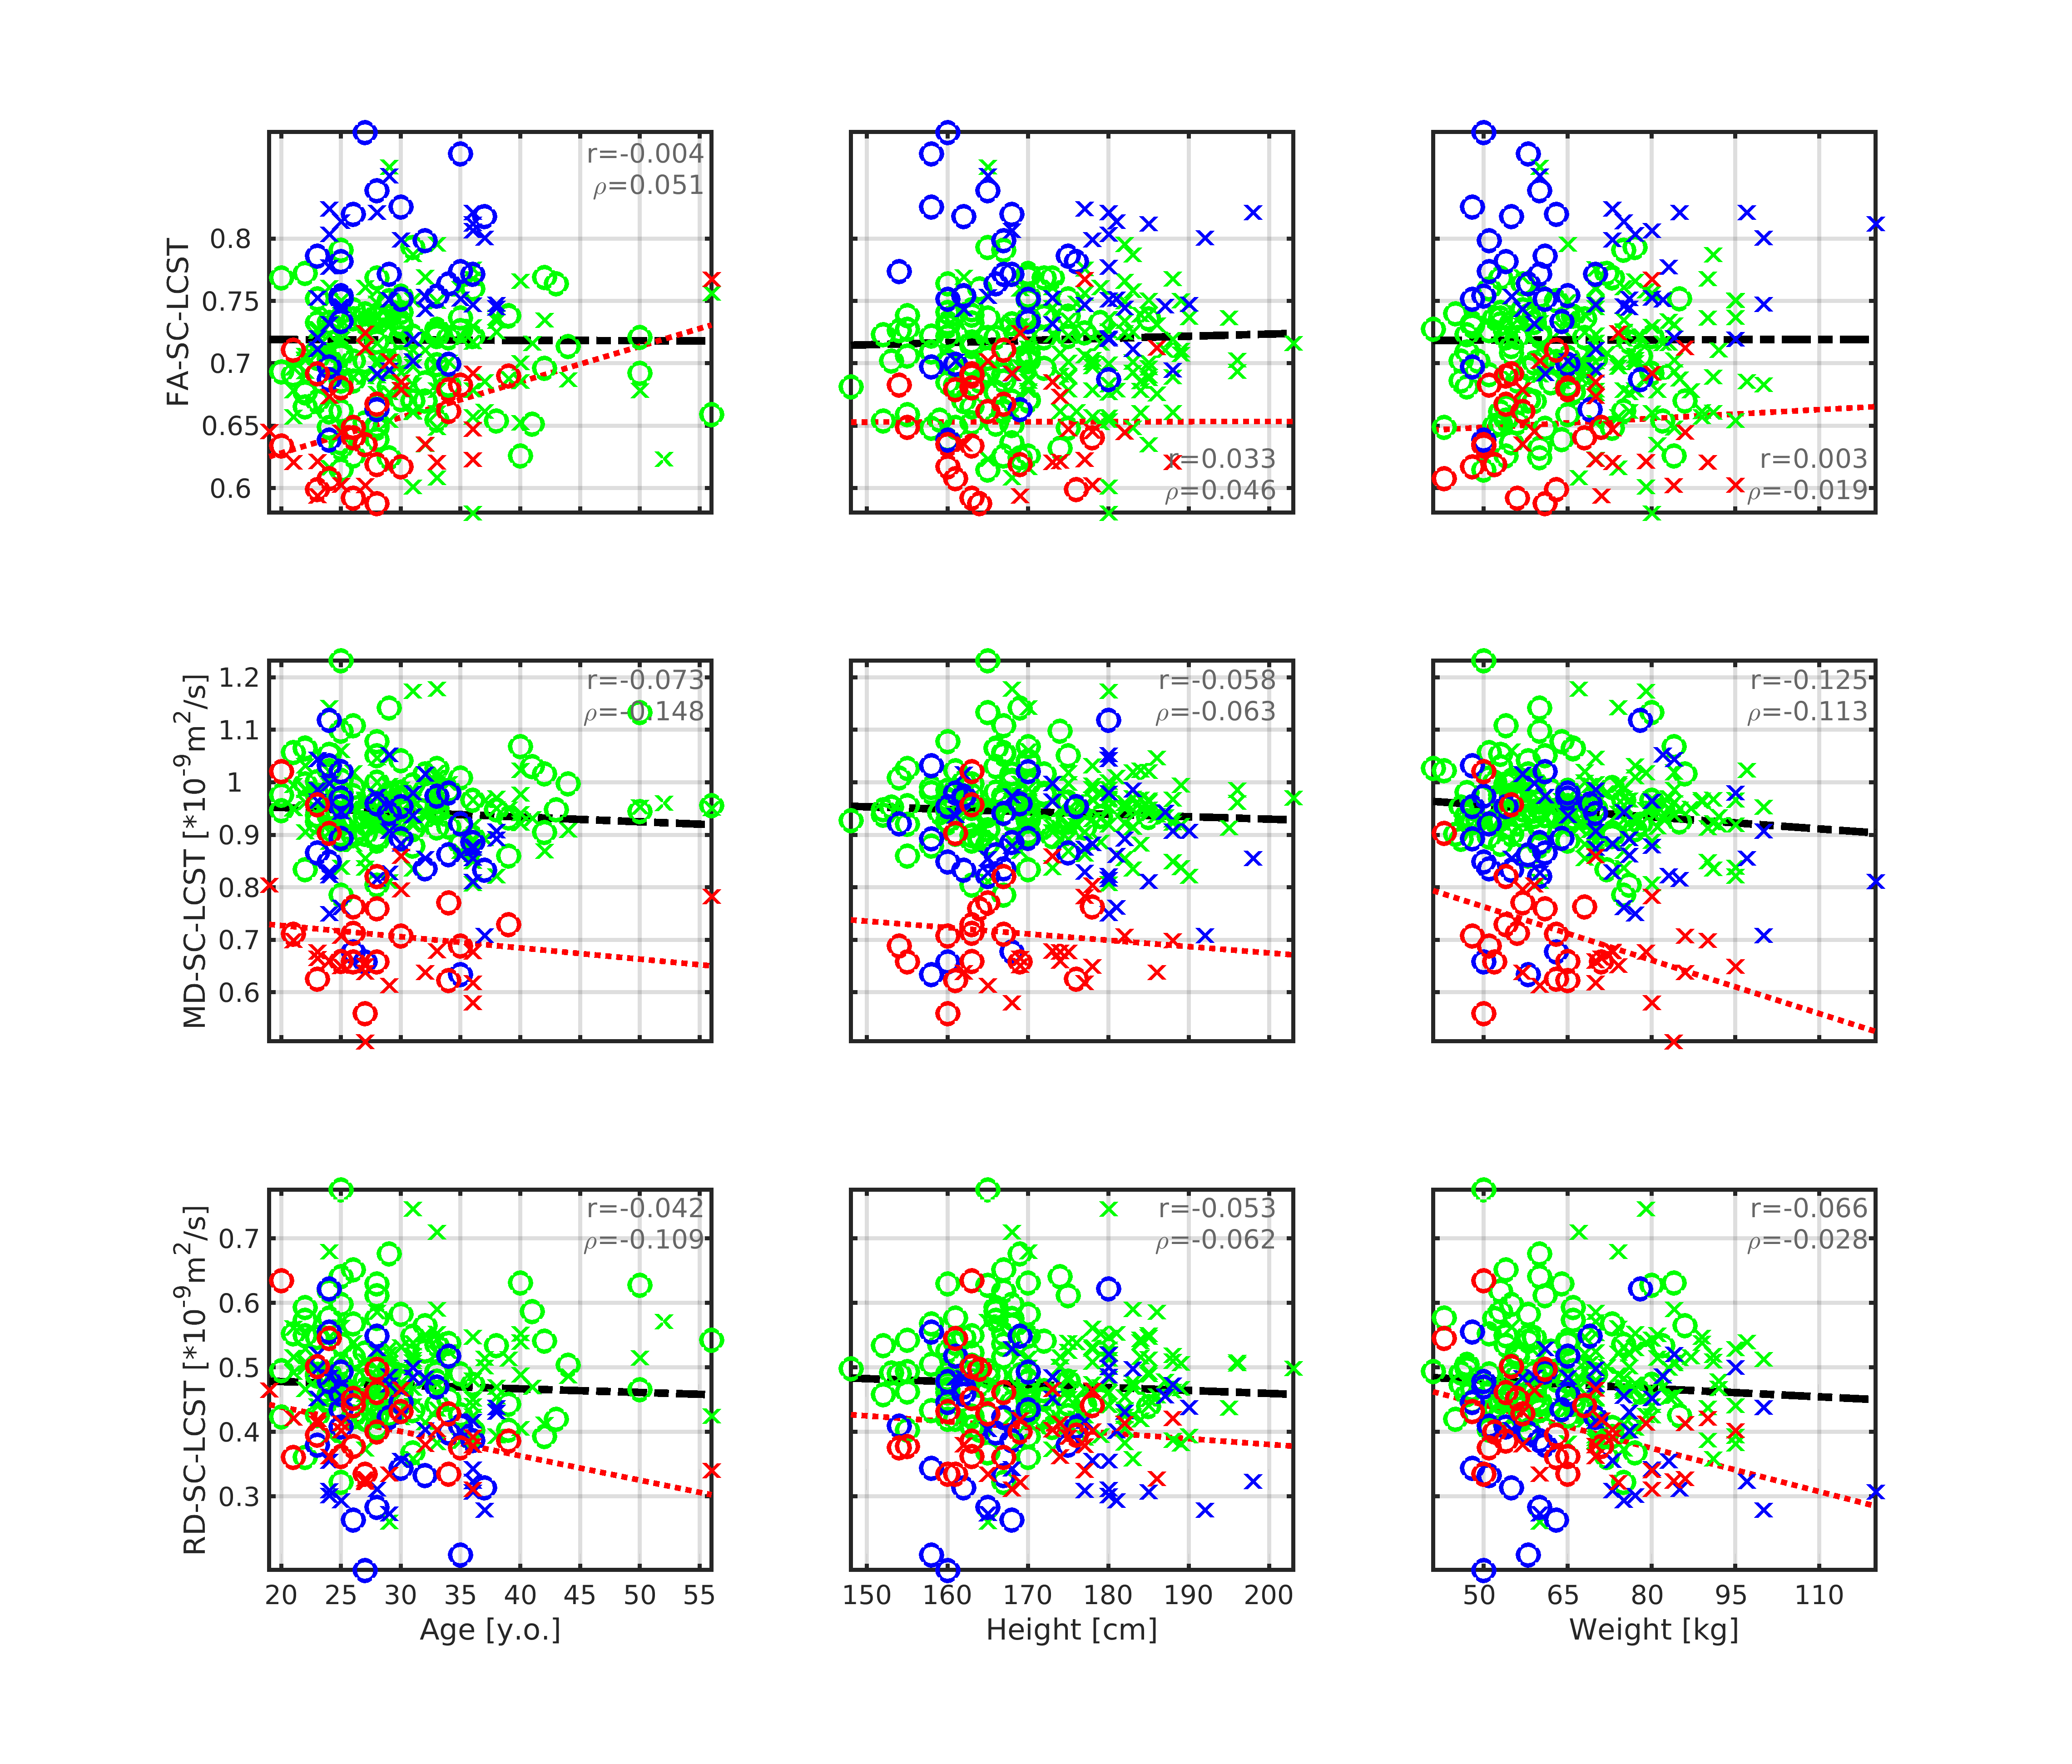 r=-0.004
ρ=0.051
0.8
0.75
0.7
0.65
0.6
FA-SC-LCST
r=0.033
ρ=0.046
r=0.003
ρ=-0.019
1.2
1.1
1
0.9
0.8
0.7
0.6
MD-SC-LCST [*10⁻⁹m²/s]
r=-0.073
ρ=-0.148
r=-0.058
ρ=-0.063
r=-0.125
ρ=-0.113
0.7
0.6
0.5
0.4
0.3
RD-SC-LCST [*10⁻⁹m²/s]
r=-0.042
ρ=-0.109
r=-0.053
ρ=-0.062
r=-0.066
ρ=-0.028
20 25 30 35 40 45 50 55
Age [y.o.]
150 160 170 180 190 200
Height [cm]
50 65 80 95 110
Weight [kg]